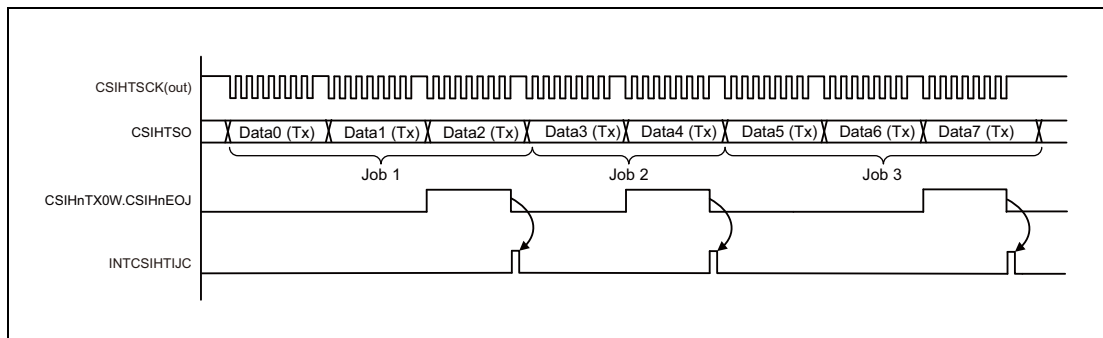 CSIHTSCK(out)
CSIHTSO
Data0 (Tx) Data1 (Tx) Data2 (Tx) Data3 (Tx) Data4 (Tx) Data5 (Tx) Data6 (Tx) Data7 (Tx)
Job 1 Job 2 Job 3
CSIHnTX0W.CSIHnEOJ
INTCSIHTIJC